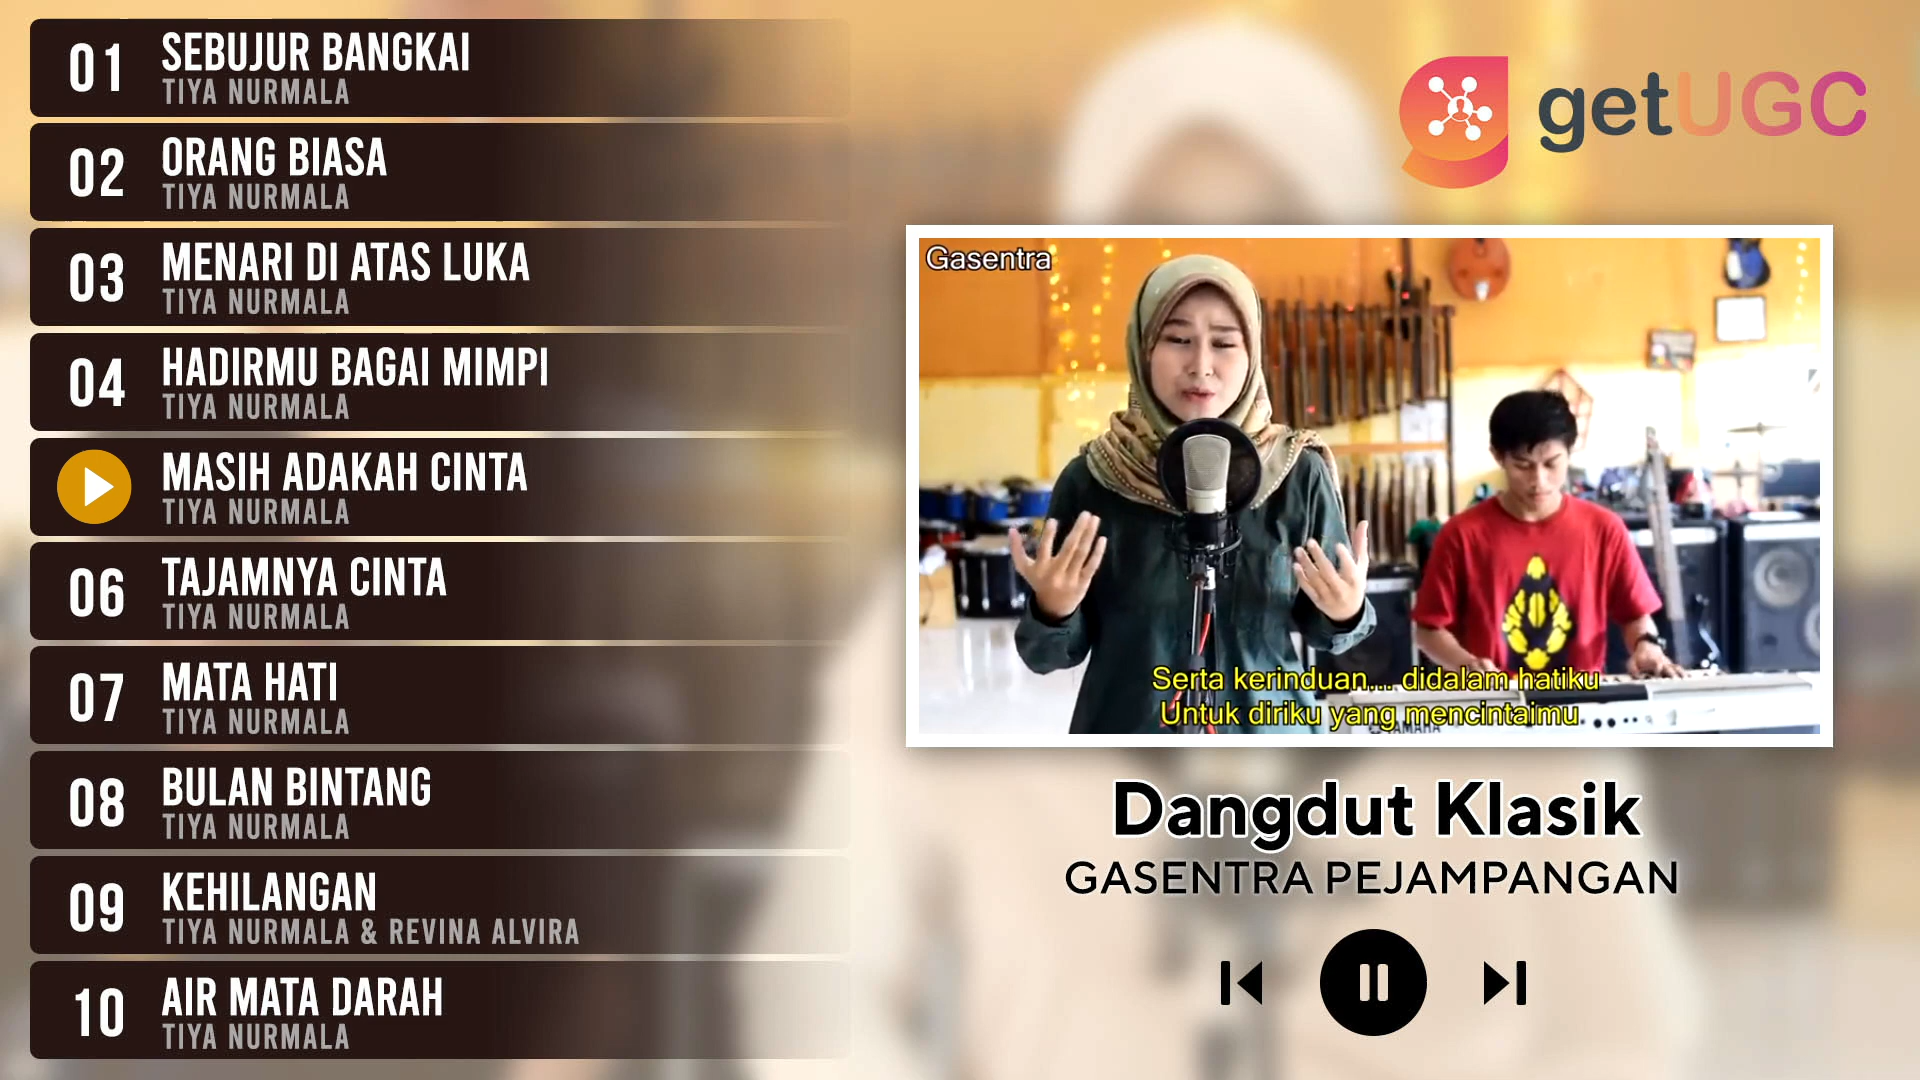 01
SEBUJUR BANGKAI
TIYA NURMALA
02
ORANG BIASA
TIYA NURMALA
03
MENARI DI ATAS LUKA
TIYA NURMALA
04
HADIRMU BAGAI MIMPI
TIYA NURMALA
MASIH ADAKAH CINTA
TIYA NURMALA
06
TAJAMNYA CINTA
TIYA NURMALA
07
MATA HATI
TIYA NURMALA
08
BULAN BINTANG
TIYA NURMALA
09
KEHILANGAN
TIYA NURMALA & REVINA ALVIRA
10
AIR MATA DARAH
TIYA NURMALA
getUGC
Gasentra
Serta kerinduan... didalam hatiku
Untuk diriku yang mencintaimu
YAMAHA
Dangdut Klasik
GASENTRA PEJAMPANGAN